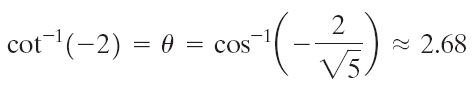 cot⁻¹(−2) = θ = cos⁻¹(−2/√5) ≈ 2.68